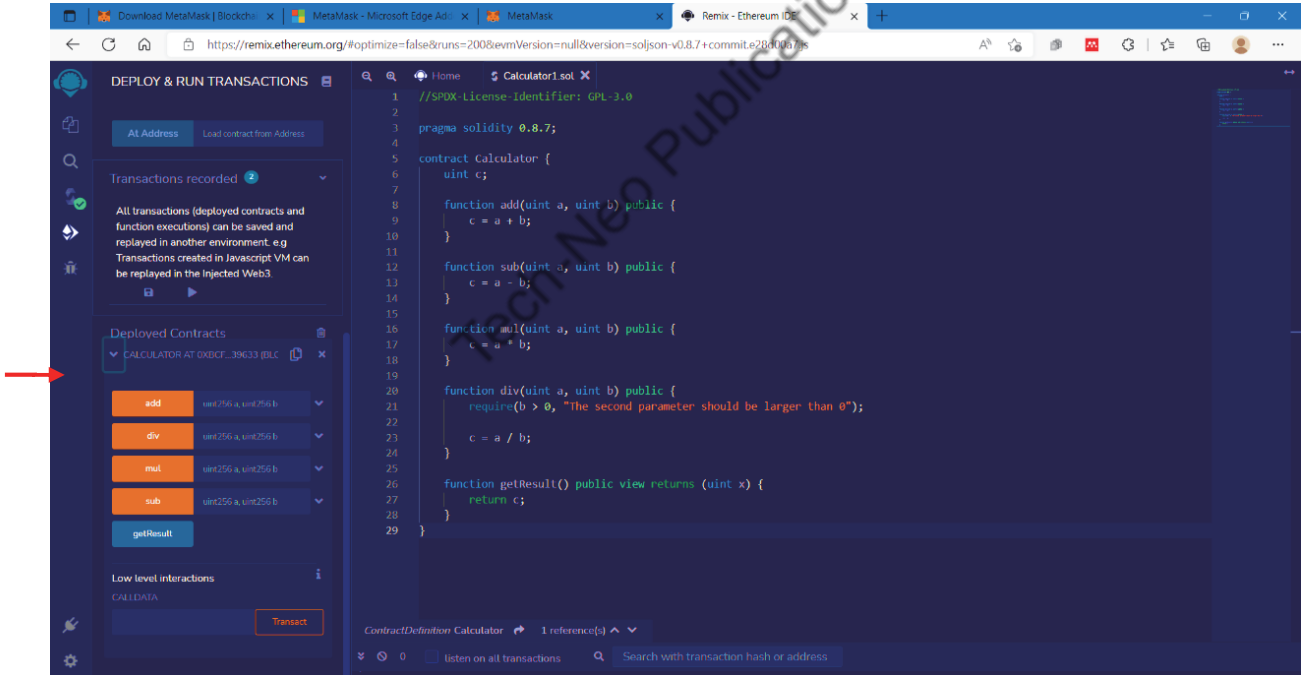 Download MetaMask | Blockchai
MetaMask - Microsoft Edge Add
MetaMask
Remix - Ethereum IDE
https://remix.ethereum.org/#optimize=false&runs=200&evmVersion=null&version=soljson-v0.8.7+commit.e28d00a7.js
DEPLOY & RUN TRANSACTIONS
At Address Load contract from Address
Transactions recorded 2
All transactions (deployed contracts and
function executions) can be saved and
replayed in another environment. e.g
Transactions created in Javascript VM can
be replayed in the Injected Web3.
Deployed Contracts
CALCULATOR AT 0XBCF...39633 (BLC
add uint256 a, uint256 b
div uint256 a, uint256 b
mul uint256 a, uint256 b
sub uint256 a, uint256 b
getResult
Low level interactions
CALLDATA
Transact
Home Calculator1.sol
1 //SPDX-License-Identifier: GPL-3.0
2
3 pragma solidity 0.8.7;
4
5 contract Calculator {
6 uint c;
7
8 function add(uint a, uint b) public {
9 c = a + b;
10 }
11
12 function sub(uint a, uint b) public {
13 c = a - b;
14 }
15
16 function mul(uint a, uint b) public {
17 c = a * b;
18 }
19
20 function div(uint a, uint b) public {
21 require(b > 0, "The second parameter should be larger than 0");
22
23 c = a / b;
24 }
25
26 function getResult() public view returns (uint x) {
27 return c;
28 }
29 }
ContractDefinition Calculator 1 reference(s)
0 listen on all transactions Search with transaction hash or address
Tech-Neo Publication